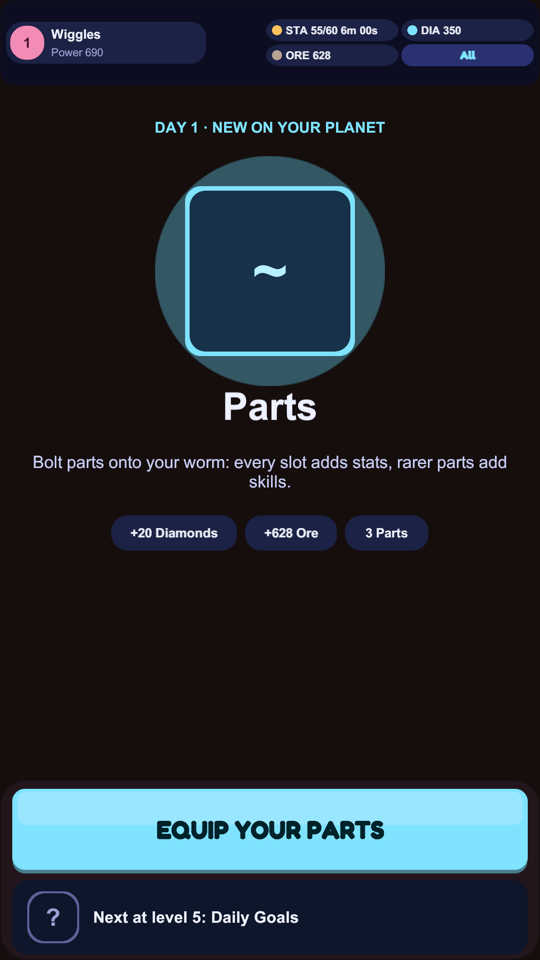 1
Wiggles
Power 690
STA 55/60 6m 00s
DIA 350
ORE 628
All
DAY 1 · NEW ON YOUR PLANET
~
Parts
Bolt parts onto your worm: every slot adds stats, rarer parts add
skills.
+20 Diamonds
+628 Ore
3 Parts
EQUIP YOUR PARTS
?
Next at level 5: Daily Goals